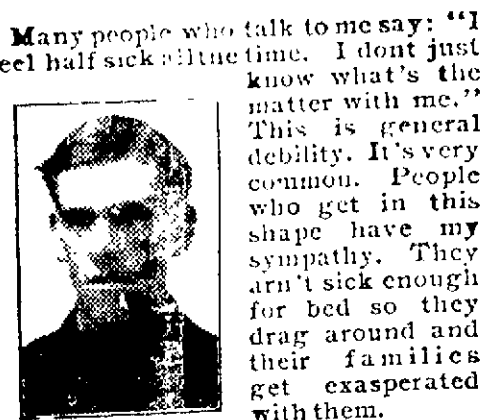 Many people who talk to me say: "I
eel half sick all the time. I dont just
know what's the
matter with me."
This is general
debility. It's very
common. People
who get in this
shape have my
sympathy. They
arn't sick enough
for bed so they
drag around and
their families
get exasperated
with them.